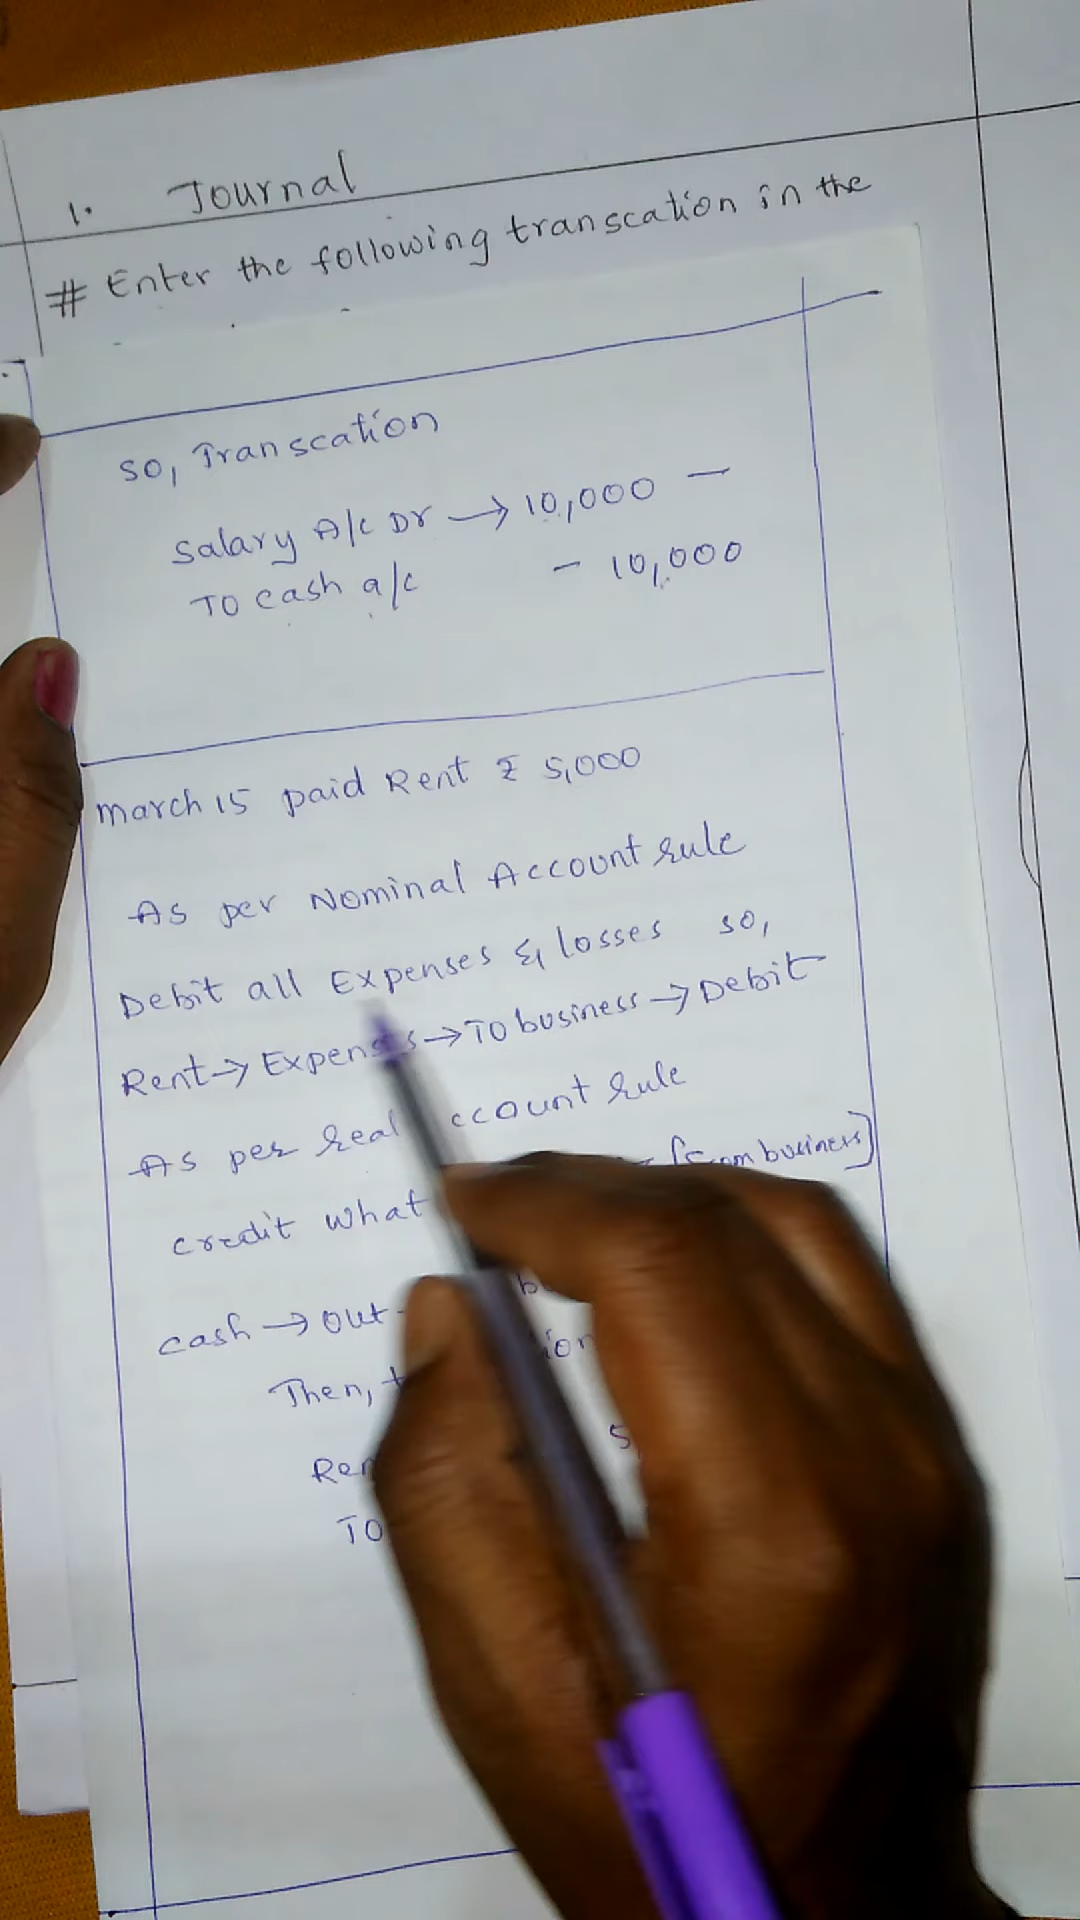 1. Journal
# Enter the following transcation in the
so, Transcation
Salary A/c Dr → 10,000 —
To cash a/c - 10,000
March 15 paid Rent ₹ 5,000
As per Nominal Account rule
Debit all Expenses & losses so,
Rent → Expenses → To business → Debit
As per real Account rule
credit what business]
cash → out
Then,
To